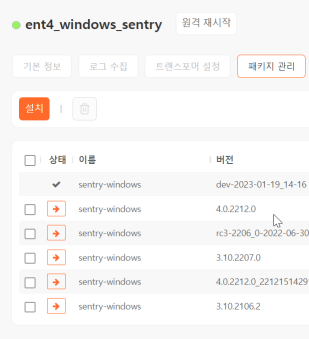 ent4_windows_sentry 원격 재시작
기본 정보 로그 수집 트랜스포머 설정 패키지 관리
설치
상태 이름 버전
sentry-windows dev-2023-01-19_14-16
sentry-windows 4.0.2212.0
sentry-windows rc3-2206_0-2022-06-30
sentry-windows 3.10.2207.0
sentry-windows 4.0.2212.0_2212151429
sentry-windows 3.10.2106.2